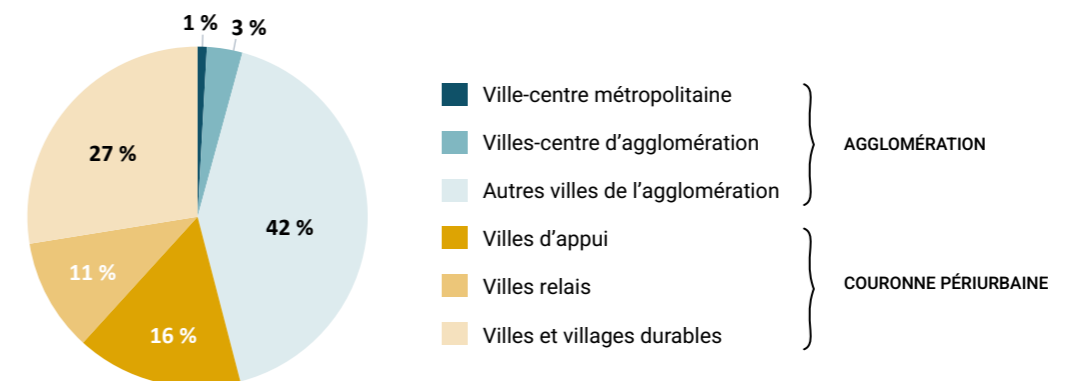 1 %
3 %
27 %
42 %
11 %
16 %
Ville-centre métropolitaine
Villes-centre d’agglomération
Autres villes de l’agglomération
AGGLOMÉRATION
Villes d’appui
Villes relais
Villes et villages durables
COURONNE PÉRIURBAINE